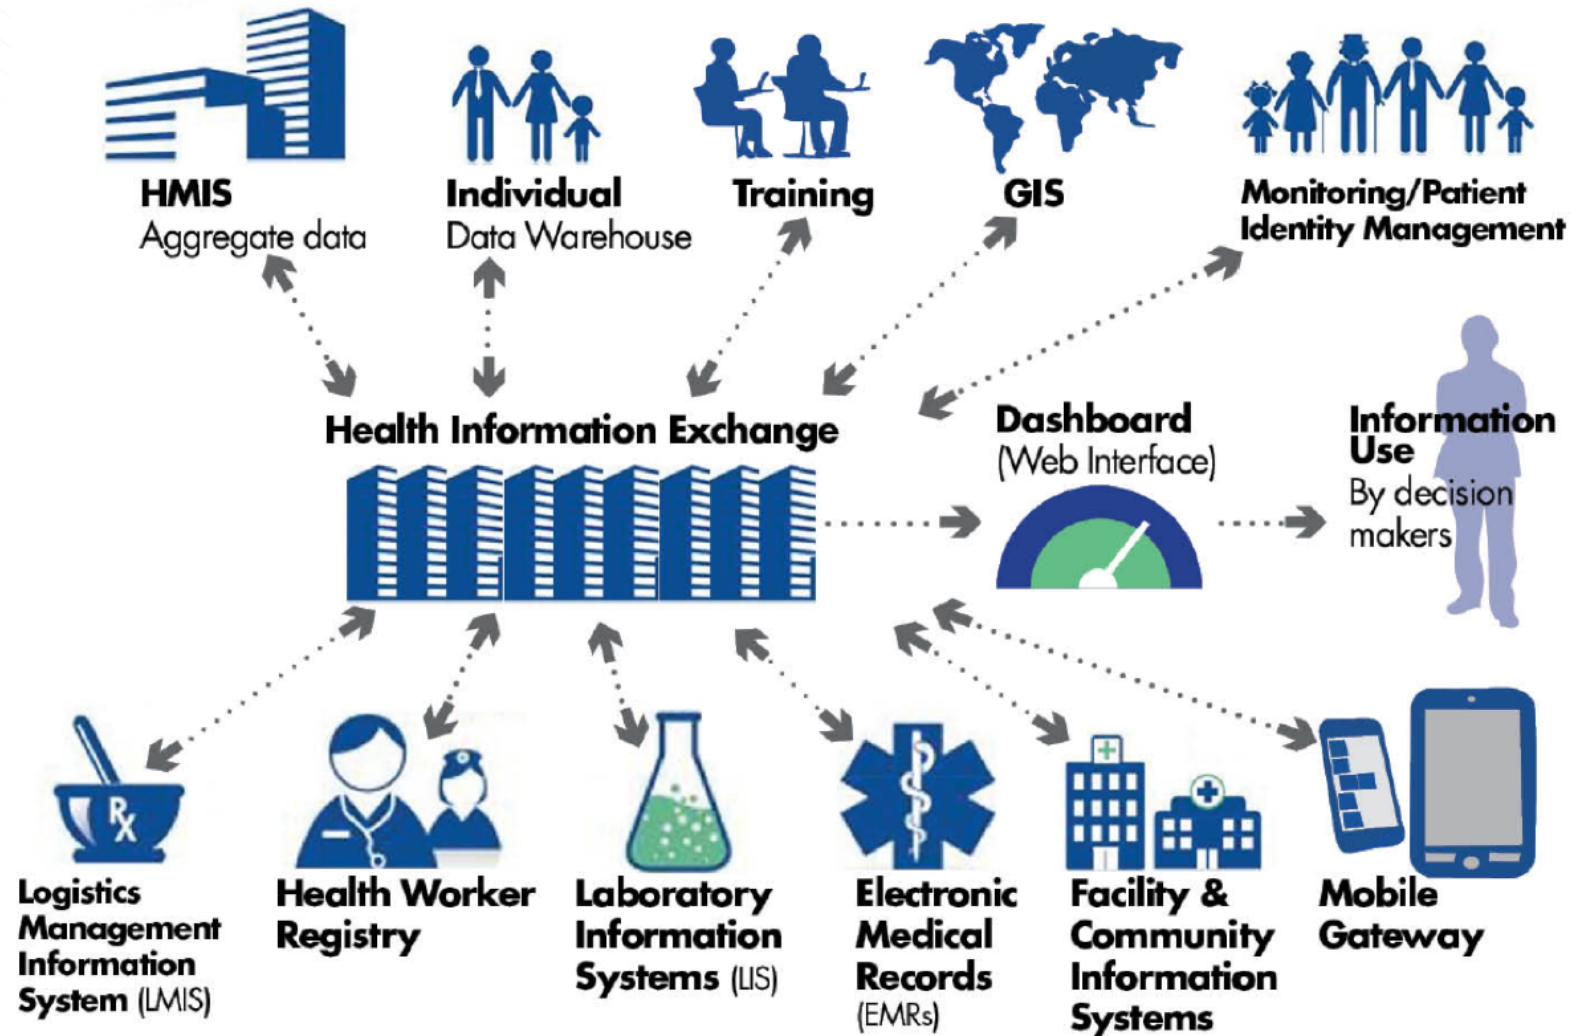 HMIS
Aggregate data
Individual
Data Warehouse
Training
GIS
Monitoring/Patient
Identity Management
Health Information Exchange
Dashboard
(Web Interface)
Information
Use
By decision
makers
Rx
Logistics
Management
Information
System (LMIS)
Health Worker
Registry
Laboratory
Information
Systems (LIS)
Electronic
Medical
Records
(EMRs)
Facility &
Community
Information
Systems
Mobile
Gateway